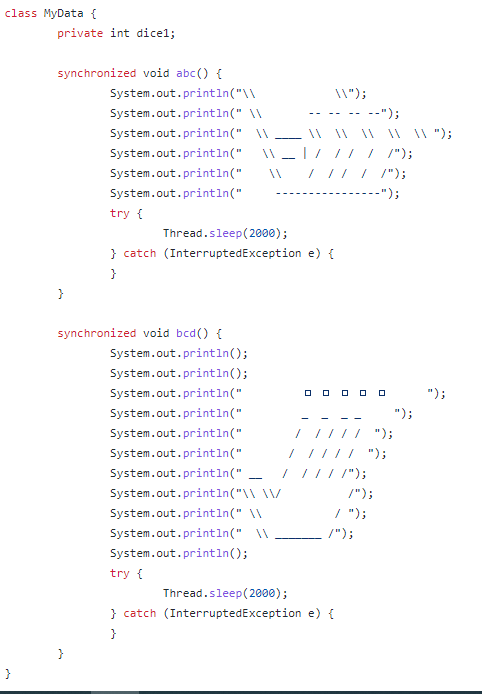 class MyData {
        private int dice1;

        synchronized void abc() {
                System.out.println("\\            \\");
                System.out.println(" \\       -- -- -- --");
                System.out.println("  \\ ____ \\  \\  \\  \\  \\ ");
                System.out.println("   \\ __ | /  / /  /  /");
                System.out.println("    \\    /  / /  /  /");
                System.out.println("     ----------------");
                try {
                        Thread.sleep(2000);
                } catch (InterruptedException e) {
                }
        }

        synchronized void bcd() {
                System.out.println();
                System.out.println();
                System.out.println("         □ □ □ □ □      ");
                System.out.println("         _  _  _ _     ");
                System.out.println("        /  / / / /  ");
                System.out.println("       /  / / / /  ");
                System.out.println(" __   /  / / / /");
                System.out.println("\\ \\/          /");
                System.out.println(" \\           / ");
                System.out.println("  \\ _______ /");
                System.out.println();
                try {
                        Thread.sleep(2000);
                } catch (InterruptedException e) {
                }
        }
}